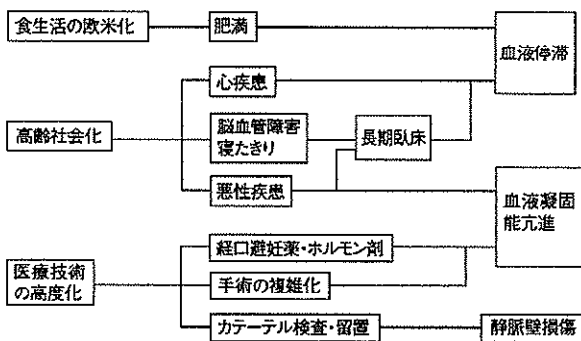 食生活の欧米化
肥満
血液停滞
心疾患
高齢社会化
脳血管障害
寝たきり
長期臥床
悪性疾患
血液凝固
能亢進
経口避妊薬・ホルモン剤
医療技術
の高度化
手術の複雑化
カテーテル検査・留置
静脈壁損傷